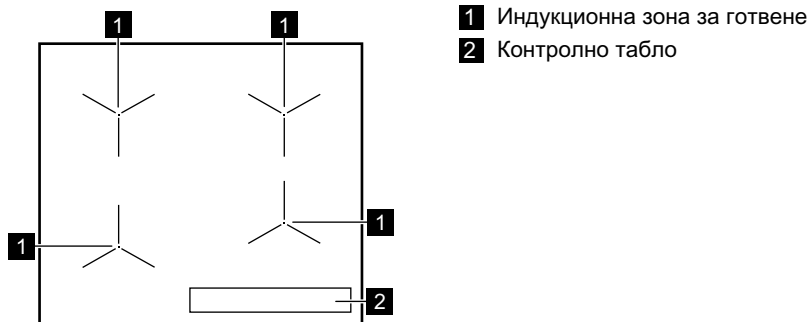 1 1
1 Индукционна зона за готвене
2 Контролно табло
1
1
2